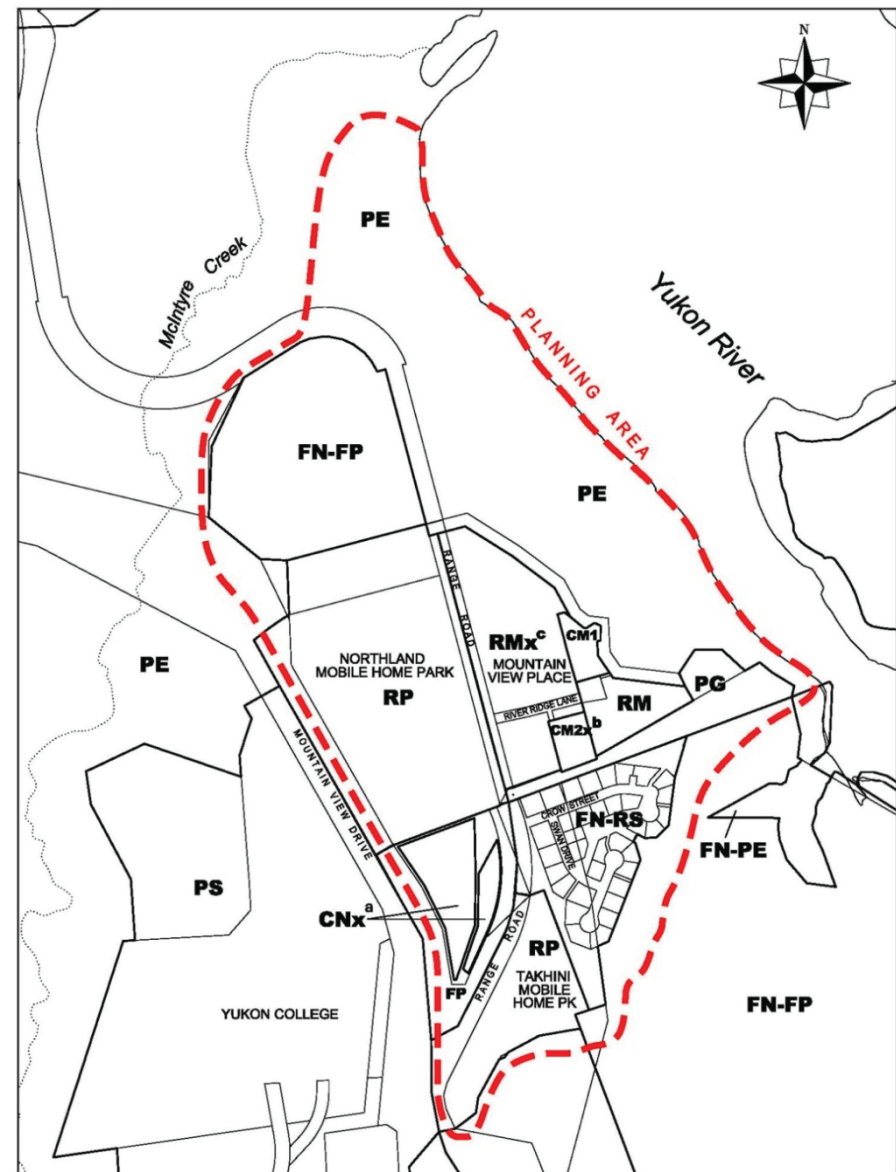 N
PE
McIntyre Creek
Yukon River
PLANNING AREA
FN-FP
PE
RANGE ROAD
RMx^c
CM1
MOUNTAIN
VIEW PLACE
NORTHLAND
MOBILE HOME PARK
RP
PE
PG
RIVER RIDGE LANE
RM
CM2x^b
MOUNTAIN VIEW DRIVE
CROW STREET
FN-RS
SWAN DRIVE
FN-PE
PS
CNx^a
RANGE ROAD
RP
TAKHINI
MOBILE
HOME PK
FP
FN-FP
YUKON COLLEGE